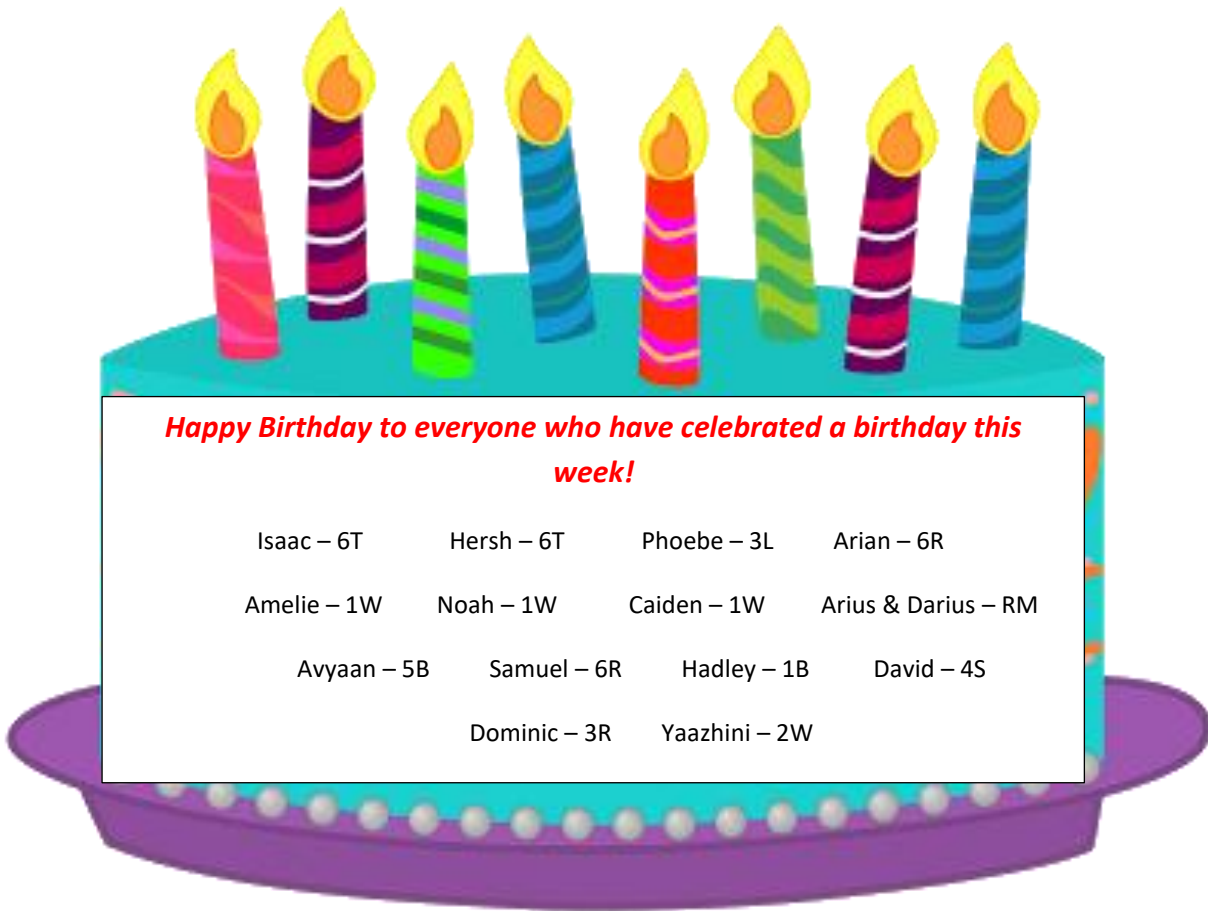 Happy Birthday to everyone who have celebrated a birthday this
week!
Isaac – 6T Hersh – 6T Phoebe – 3L Arian – 6R
Amelie – 1W Noah – 1W Caiden – 1W Arius & Darius – RM
Avyaan – 5B Samuel – 6R Hadley – 1B David – 4S
Dominic – 3R Yaazhini – 2W